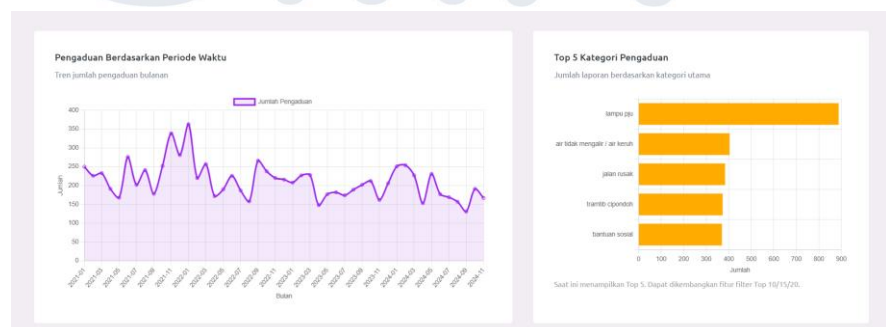 Pengaduan Berdasarkan Periode Waktu
Tren jumlah pengaduan bulanan
Jumlah Pengaduan
400
350
300
250
200
150
100
50
0
Jumlah
2021-01
2021-03
2021-05
2021-07
2021-09
2021-11
2022-01
2022-03
2022-05
2022-07
2022-09
2022-11
2023-01
2023-03
2023-05
2023-07
2023-09
2023-11
2024-01
2024-03
2024-05
2024-07
2024-09
2024-11
Bulan
Top 5 Kategori Pengaduan
Jumlah laporan berdasarkan kategori utama
lampu pju
air tidak mengalir / air keruh
jalan rusak
tramtib cipondoh
bantuan sosial
0 100 200 300 400 500 600 700 800 900
Jumlah
Saat ini menampilkan Top 5. Dapat dikembangkan fitur filter Top 10/15/20.